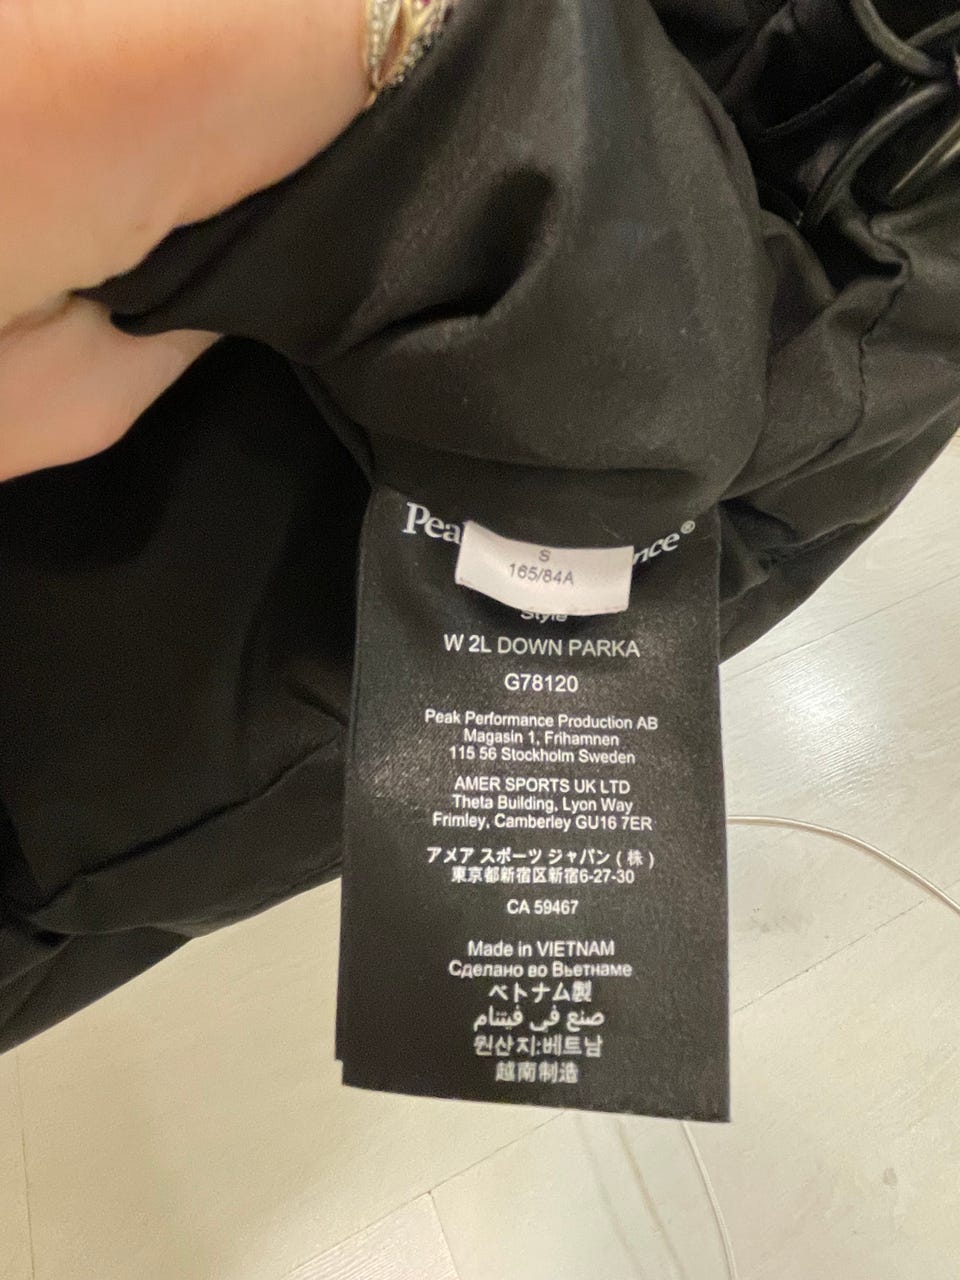 Pea nce®
S
165/84A
Style
W 2L DOWN PARKA
G78120
Peak Performance Production AB
Magasin 1, Frihamnen
115 56 Stockholm Sweden
AMER SPORTS UK LTD
Theta Building, Lyon Way
Frimley, Camberley GU16 7ER
アメア スポーツ ジャパン ( 株 )
東京都新宿区新宿6-27-30
CA 59467
Made in VIETNAM
Сделано во Вьетнаме
ベトナム製
صنع في فيتنام
원산지:베트남
越南制造